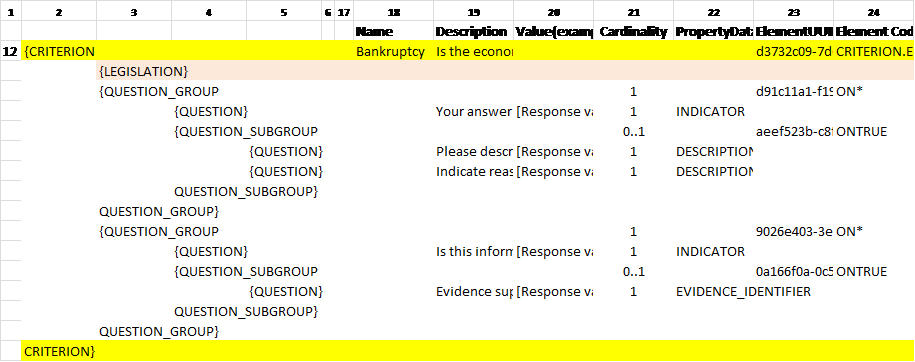 1 2 3 4 5 6 17 18 19 20 21 22 23 24
Name Description Value(examp Cardinality PropertyDat ElementUUI Element Cod
12 {CRITERION Bankruptcy Is the econor d3732c09-7d CRITERION.E
{LEGISLATION}
{QUESTION_GROUP 1 d91c11a1-f19 ON*
{QUESTION} Your answer [Response va 1 INDICATOR
{QUESTION_SUBGROUP 0..1 aeef523b-c8f ONTRUE
{QUESTION} Please descr [Response va 1 DESCRIPTION
{QUESTION} Indicate reas [Response va 1 DESCRIPTION
QUESTION_SUBGROUP}
QUESTION_GROUP}
{QUESTION_GROUP 1 9026e403-3e ON*
{QUESTION} Is this inform [Response va 1 INDICATOR
{QUESTION_SUBGROUP 0..1 0a166f0a-0c5 ONTRUE
{QUESTION} Evidence sup [Response va 1 EVIDENCE_IDENTIFIER
QUESTION_SUBGROUP}
QUESTION_GROUP}
CRITERION}